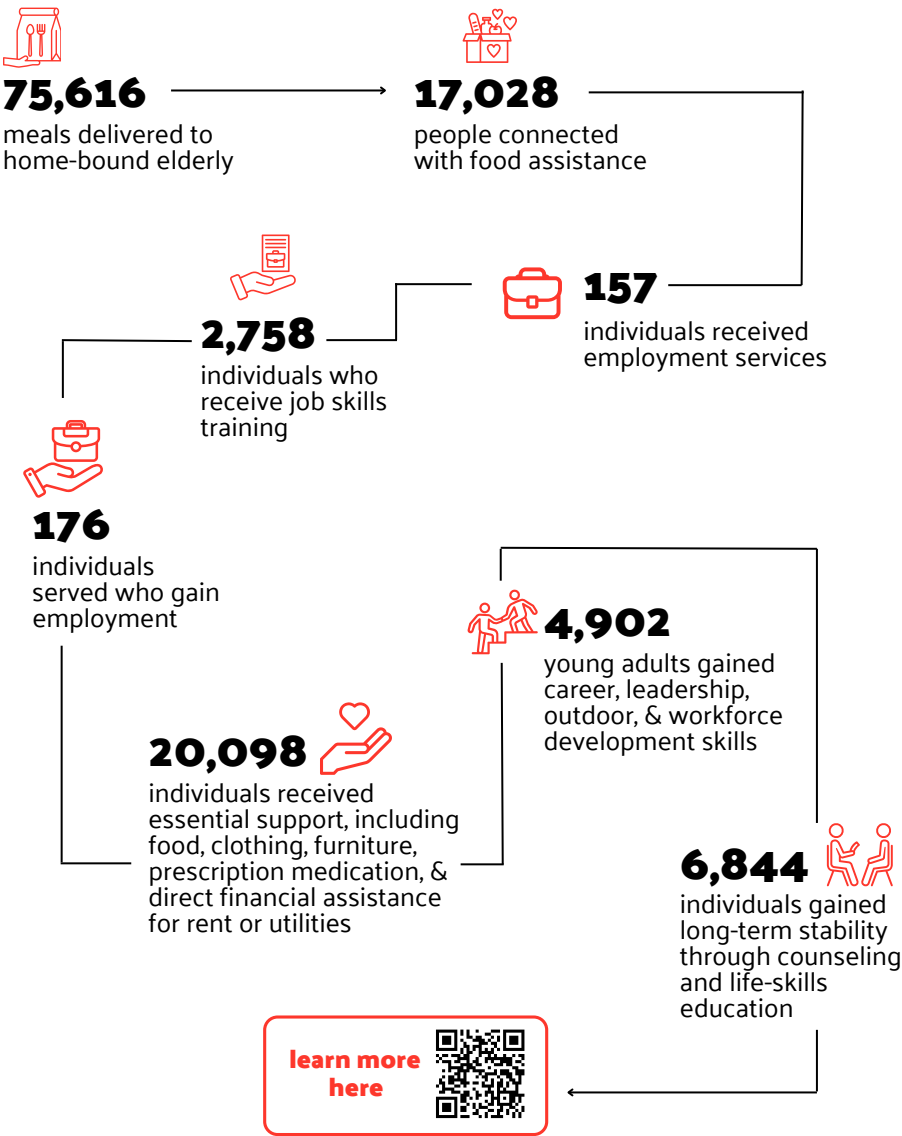 75,616
meals delivered to
home-bound elderly
17,028
people connected
with food assistance
157
individuals received
employment services
2,758
individuals who
receive job skills
training
176
individuals
served who gain
employment
20,098
individuals received
essential support, including
food, clothing, furniture,
prescription medication, &
direct financial assistance
for rent or utilities
4,902
young adults gained
career, leadership,
outdoor, & workforce
development skills
6,844
individuals gained
long-term stability
through counseling
and life-skills
education
learn more
here